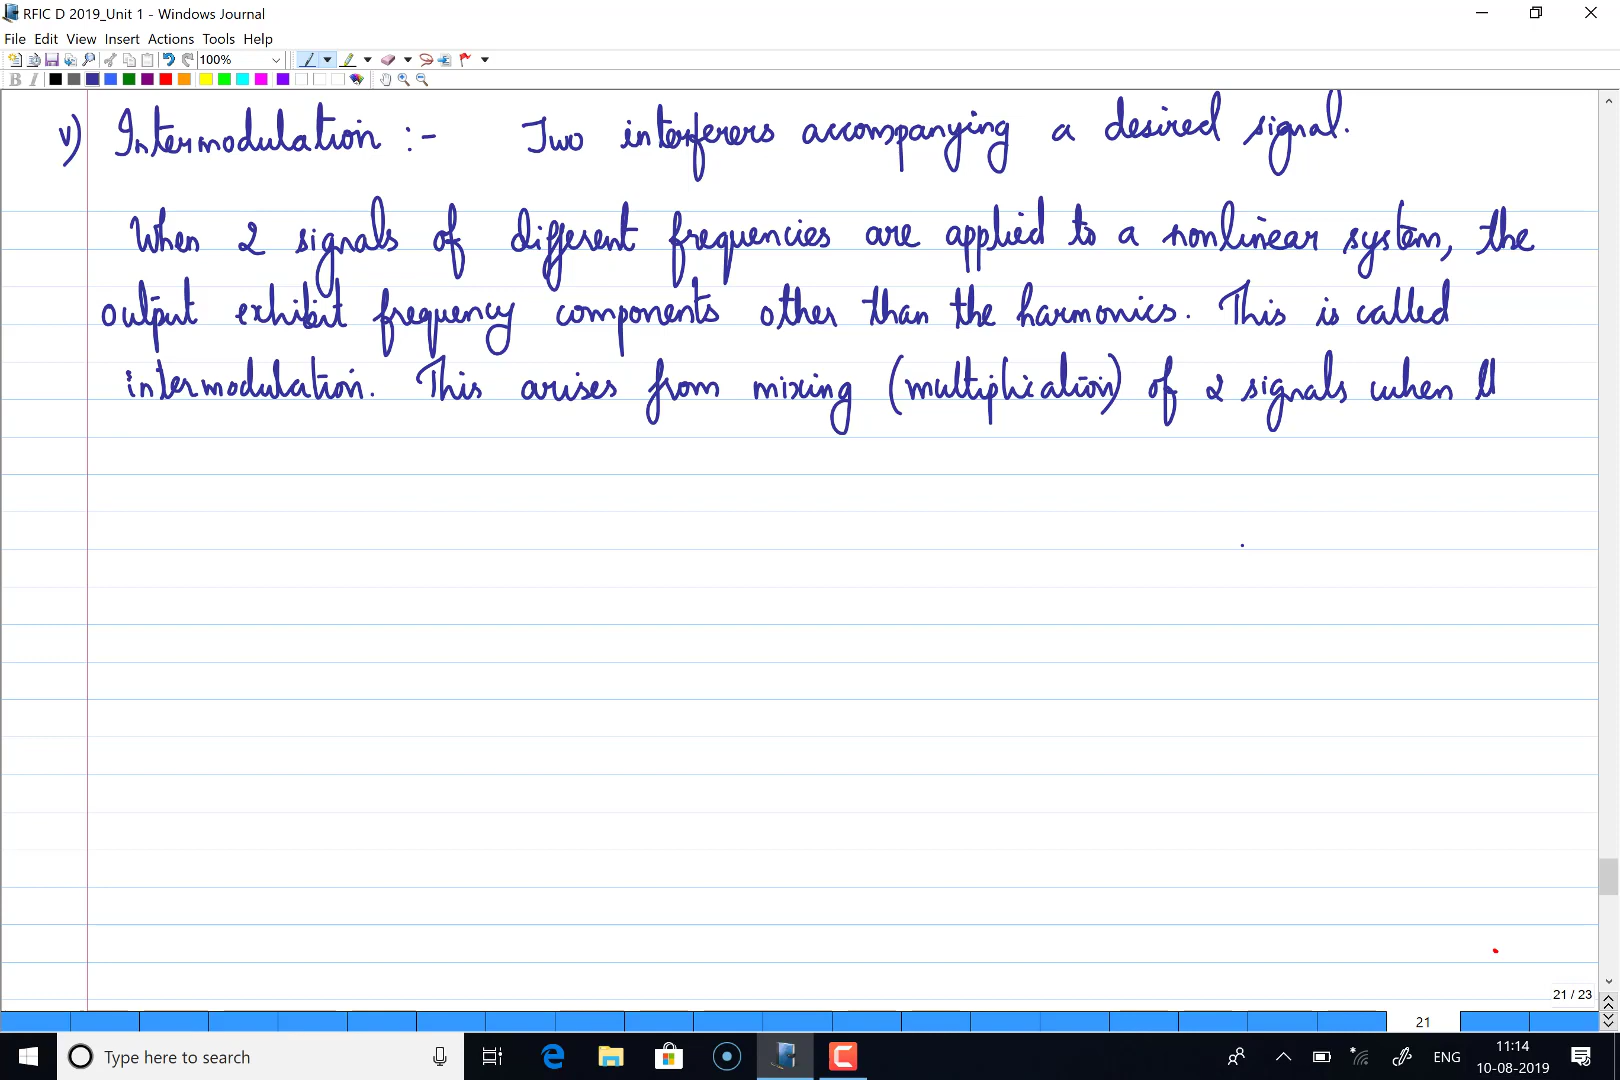 RFIC D 2019_Unit 1 - Windows Journal
File Edit View Insert Actions Tools Help
100%
B I
v) Intermodulation :- Two interferers accompanying a desired signal.
When 2 signals of different frequencies are applied to a nonlinear system, the
output exhibit frequency components other than the harmonics. This is called
intermodulation. This arises from mixing (multiplication) of 2 signals when
21 / 23
21
Type here to search
ENG
11:14
10-08-2019